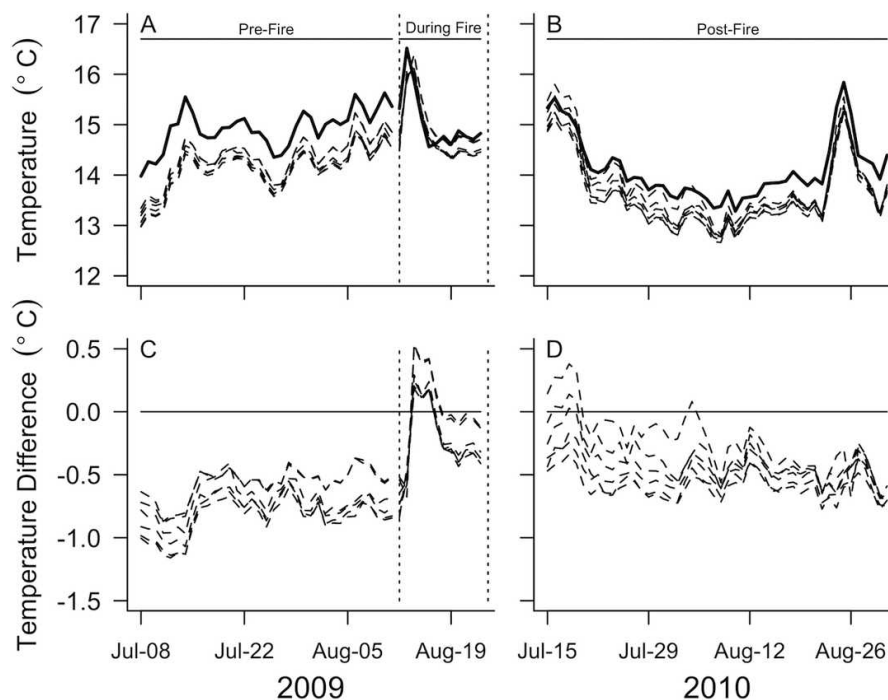 A
Pre-Fire
During Fire
B
Post-Fire
Temperature (° C)
17
16
15
14
13
12
C
D
Temperature Difference (° C)
0.5
0.0
-0.5
-1.0
-1.5
Jul-08 Jul-22 Aug-05 Aug-19
Jul-15 Jul-29 Aug-12 Aug-26
2009
2010